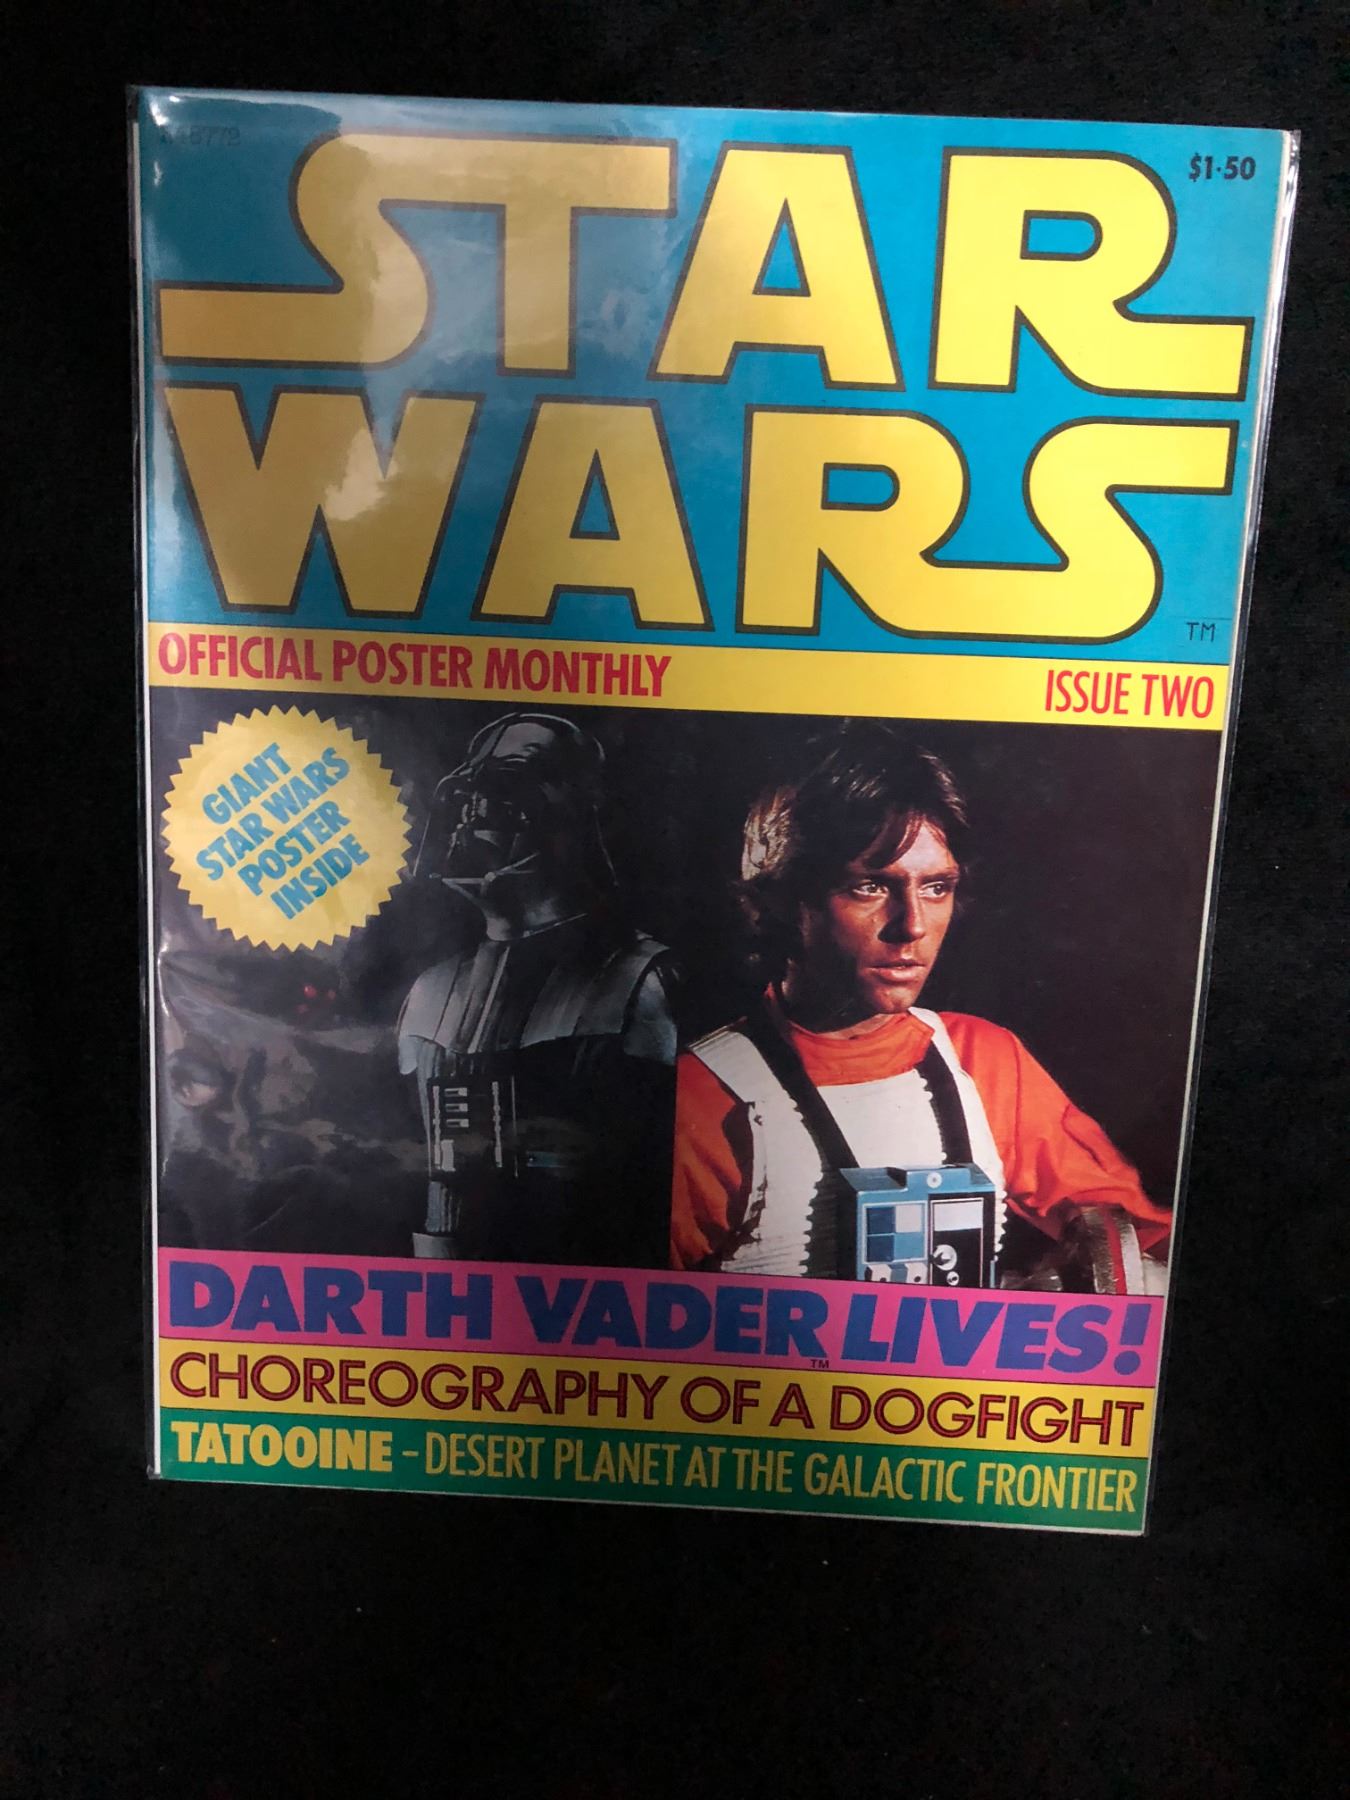 $1·50
STAR
WARS
TM
OFFICIAL POSTER MONTHLY
ISSUE TWO
GIANT
STAR WARS
POSTER
INSIDE
DARTH VADER LIVES!
TM
CHOREOGRAPHY OF A DOGFIGHT
TATOOINE – DESERT PLANET AT THE GALACTIC FRONTIER